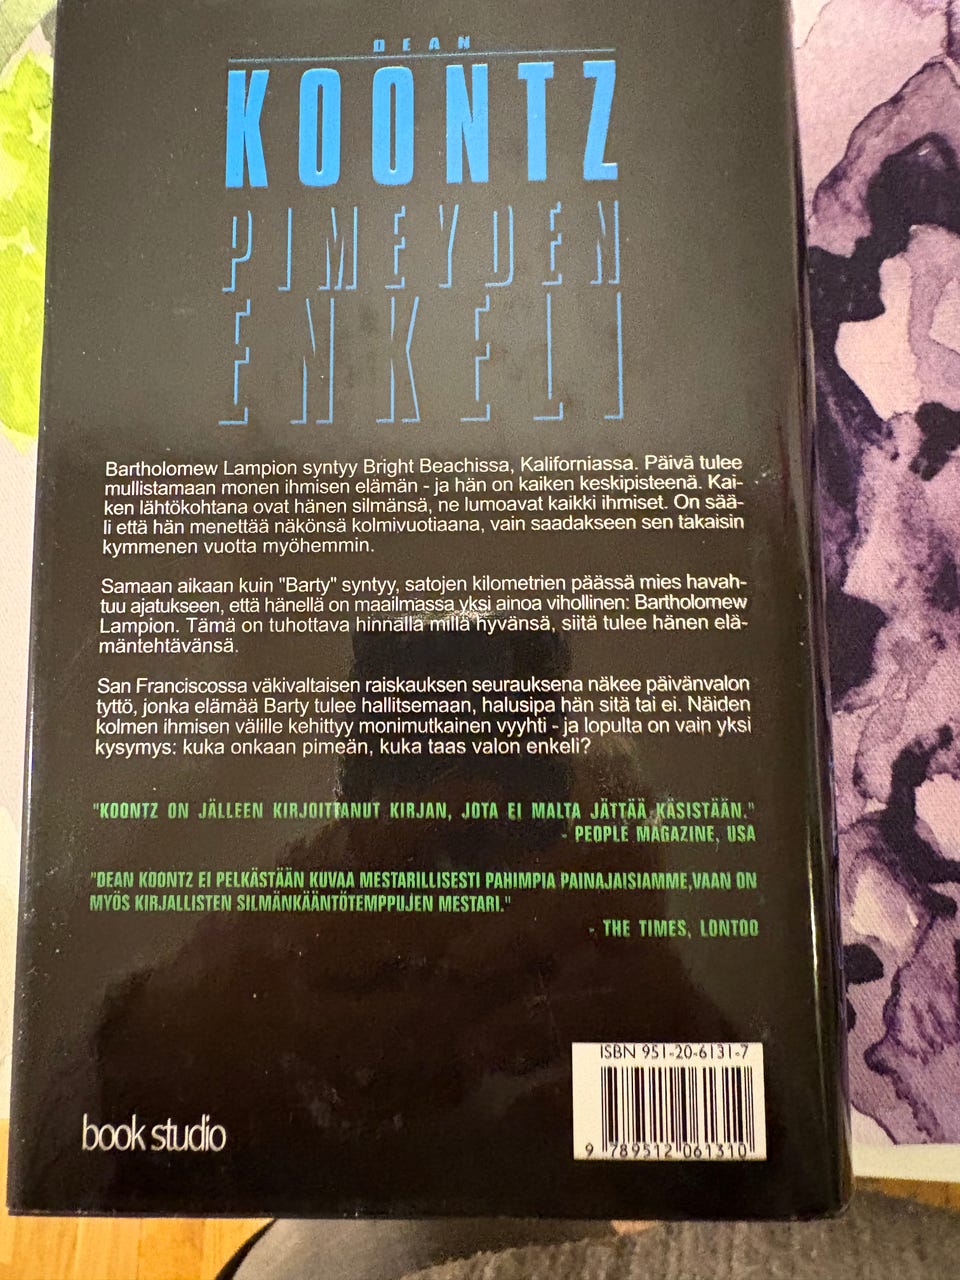 DEAN
KOONTZ
PIMEYDEN
ENKELI
Bartholomew Lampion syntyy Bright Beachissa, Kaliforniassa. Päivä tulee
mullistamaan monen ihmisen elämän - ja hän on kaiken keskipisteenä. Kai-
ken lähtökohtana ovat hänen silmänsä, ne lumoavat kaikki ihmiset. On sää-
li että hän menettää näkönsä kolmivuotiaana, vain saadakseen sen takaisin
kymmenen vuotta myöhemmin.
Samaan aikaan kuin "Barty" syntyy, satojen kilometrien päässä mies havah-
tuu ajatukseen, että hänellä on maailmassa yksi ainoa vihollinen: Bartholomew
Lampion. Tämä on tuhottava hinnalla millä hyvänsä, siitä tulee hänen elä-
mäntehtävänsä.
San Franciscossa väkivaltaisen raiskauksen seurauksena näkee päivänvalon
tyttö, jonka elämää Barty tulee hallitsemaan, halusipa hän sitä tai ei. Näiden
kolmen ihmisen välille kehittyy monimutkainen vyyhti - ja lopulta on vain yksi
kysymys: kuka onkaan pimeän, kuka taas valon enkeli?
"KOONTZ ON JÄLLEEN KIRJOITTANUT KIRJAN, JOTA EI MALTA JÄTTÄÄ KÄSISTÄÄN."
- PEOPLE MAGAZINE, USA
"DEAN KOONTZ EI PELKÄSTÄÄN KUVAA MESTARILLISESTI PAHIMPIA PAINAJAISIAMME,VAAN ON
MYÖS KIRJALLISTEN SILMÄNKÄÄNTÖTEMPPUJEN MESTARI."
- THE TIMES, LONTOO
ISBN 951-20-6131-7
9 789512 061310
book studio